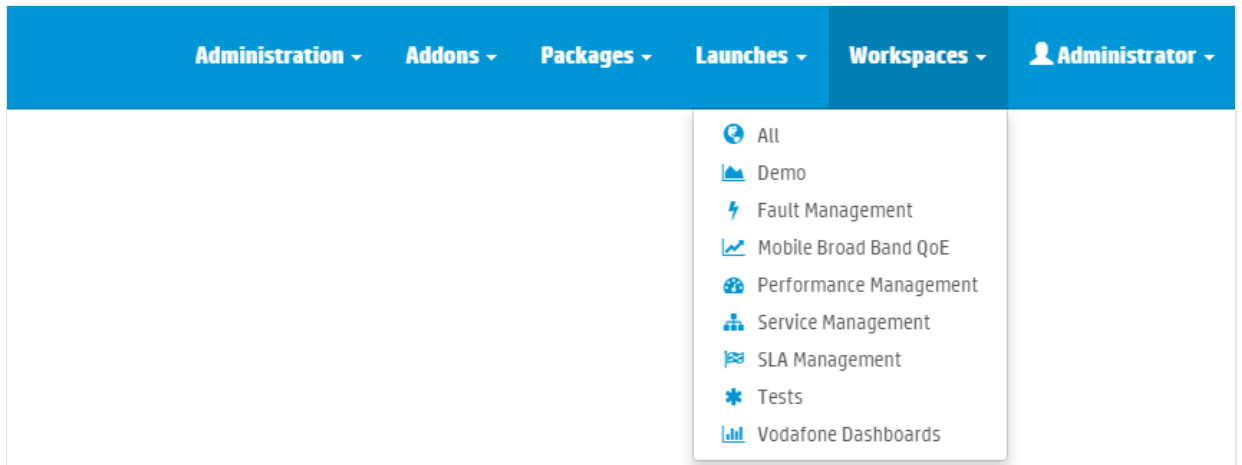 Administration Addons Packages Launches Workspaces Administrator
All
Demo
Fault Management
Mobile Broad Band QoE
Performance Management
Service Management
SLA Management
Tests
Vodafone Dashboards